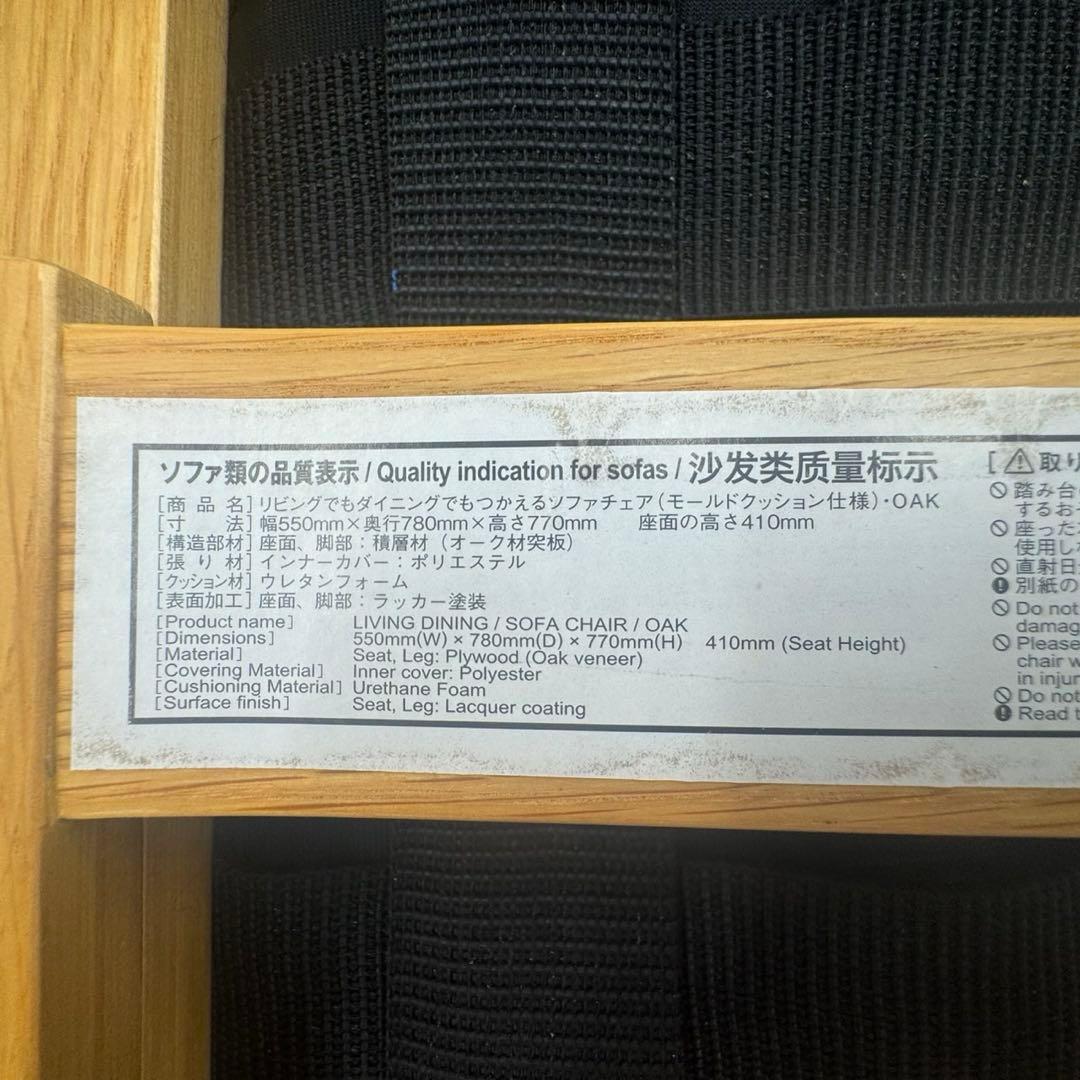 ソファ類の品質表示 / Quality indication for sofas / 沙发类质量标示
[商 品 名] リビングでもダイニングでもつかえるソファチェア（モールドクッション仕様）・OAK
[寸　　法] 幅550mm×奥行780mm×高さ770mm　　座面の高さ410mm
[構造部材] 座面、脚部：積層材（オーク材突板）
[張 り 材] インナーカバー：ポリエステル
[クッション材] ウレタンフォーム
[表面加工] 座面、脚部：ラッカー塗装
[Product name] LIVING DINING / SOFA CHAIR / OAK
[Dimensions] 550mm(W) × 780mm(D) × 770mm(H) 410mm (Seat Height)
[Material] Seat, Leg: Plywood (Oak veneer)
[Covering Material] Inner cover: Polyester
[Cushioning Material] Urethane Foam
[Surface finish] Seat, Leg: Lacquer coating
[ ⚠取り
踏み台
するお
座った
使用し
直射日
別紙の
Do not
damag
Please
chair w
in injur
Do not
Read t